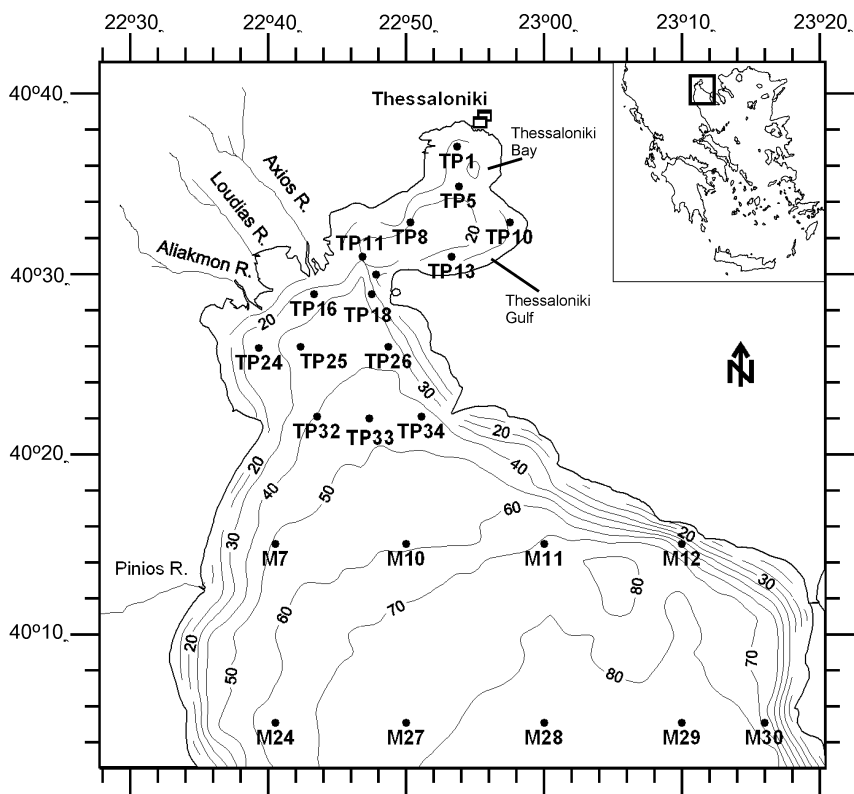 22º30' 22º40' 22º50' 23º00' 23º10' 23º20'
40º40'
Thessaloniki
Thessaloniki
Bay
TP1
Axios R.
Loudias R.
TP5
20
TP8
TP10
TP11
Aliakmon R.
40º30'
TP13
TP16
TP18
Thessaloniki
Gulf
20
TP24
TP25
TP26
N
30
TP32
TP33
TP34
20
40º20'
20
40
40
50
60
30
20
M7
M10
M11
M12
Pinios R.
30
80
60
70
40º10'
20
50
70
80
M24
M27
M28
M29
M30